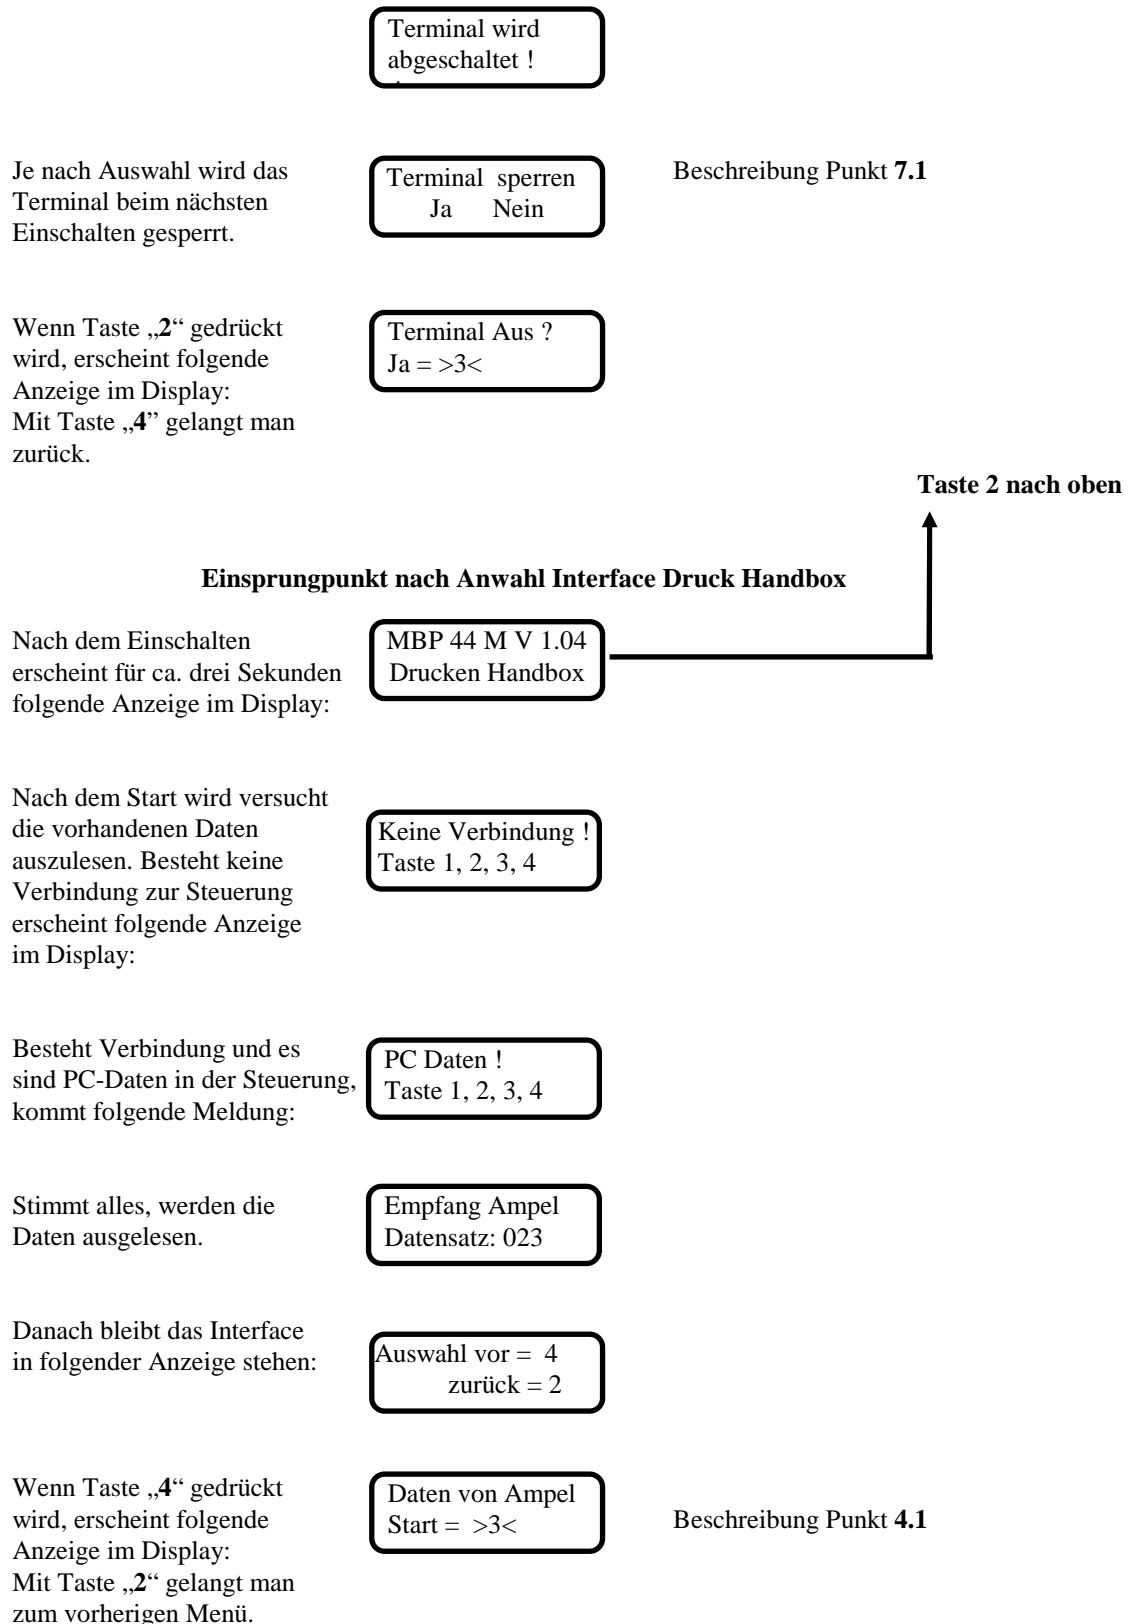 Terminal wird
abgeschaltet !
Je nach Auswahl wird das
Terminal beim nächsten
Einschalten gesperrt.
Terminal  sperren
Ja      Nein
Beschreibung Punkt 7.1
Wenn Taste „2“ gedrückt
wird, erscheint folgende
Anzeige im Display:
Mit Taste „4” gelangt man
zurück.
Terminal Aus ?
Ja = >3<
Taste 2 nach oben
Einsprungpunkt nach Anwahl Interface Druck Handbox
Nach dem Einschalten
erscheint für ca. drei Sekunden
folgende Anzeige im Display:
MBP 44 M V 1.04
Drucken Handbox
Nach dem Start wird versucht
die vorhandenen Daten
auszulesen. Besteht keine
Verbindung zur Steuerung
erscheint folgende Anzeige
im Display:
Keine Verbindung !
Taste 1, 2, 3, 4
Besteht Verbindung und es
sind PC-Daten in der Steuerung,
kommt folgende Meldung:
PC Daten !
Taste 1, 2, 3, 4
Stimmt alles, werden die
Daten ausgelesen.
Empfang Ampel
Datensatz: 023
Danach bleibt das Interface
in folgender Anzeige stehen:
Auswahl vor =  4
zurück = 2
Wenn Taste „4“ gedrückt
wird, erscheint folgende
Anzeige im Display:
Mit Taste „2“ gelangt man
zum vorherigen Menü.
Daten von Ampel
Start =  >3<
Beschreibung Punkt 4.1